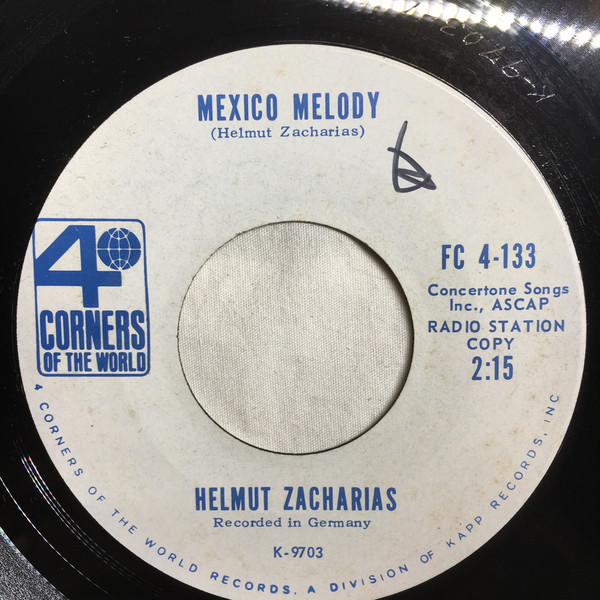 K-9703
MEXICO MELODY
(Helmut Zacharias)
4
CORNERS
OF THE WORLD
FC 4-133
Concertone Songs
Inc., ASCAP
RADIO STATION
COPY
2:15
HELMUT ZACHARIAS
Recorded in Germany
K-9703
4 CORNERS OF THE WORLD RECORDS, A DIVISION OF KAPP RECORDS, INC